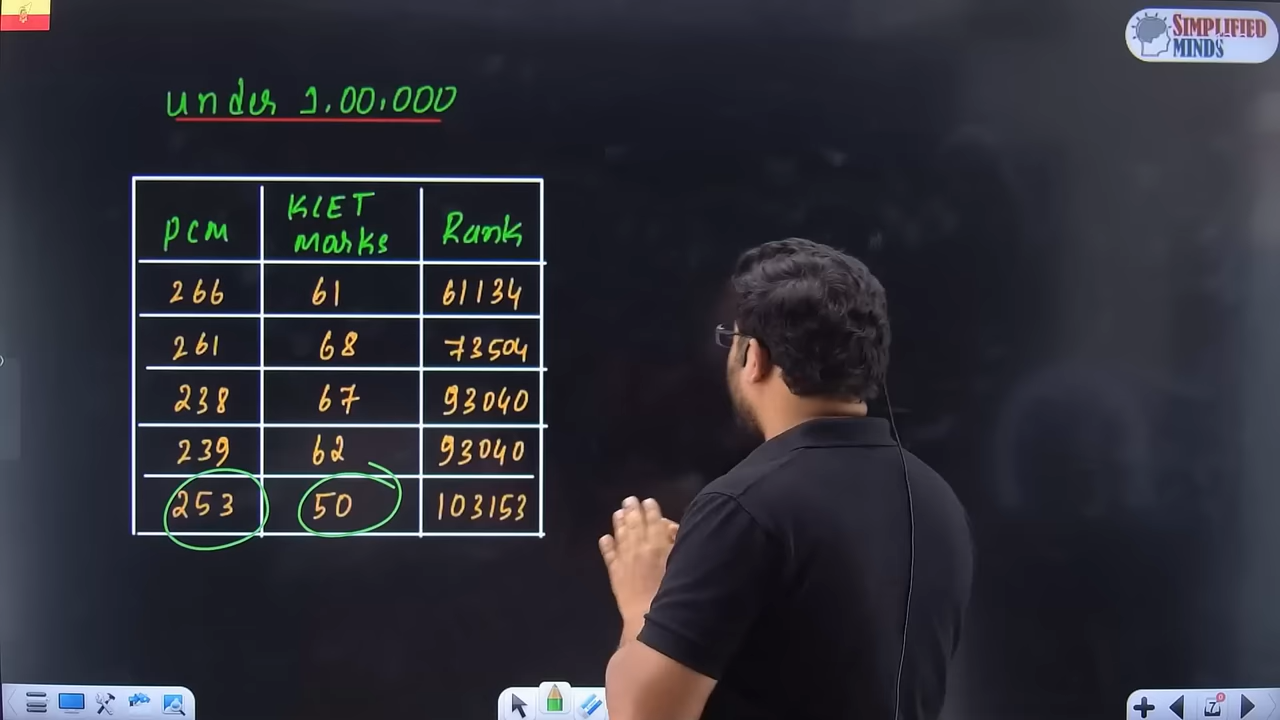 SIMPLIFIED
MINDS
under 1,00,000
PCM KCET marks Rank
266 61 61134
261 68 73504
238 67 93040
239 62 93040
253 50 103153
7